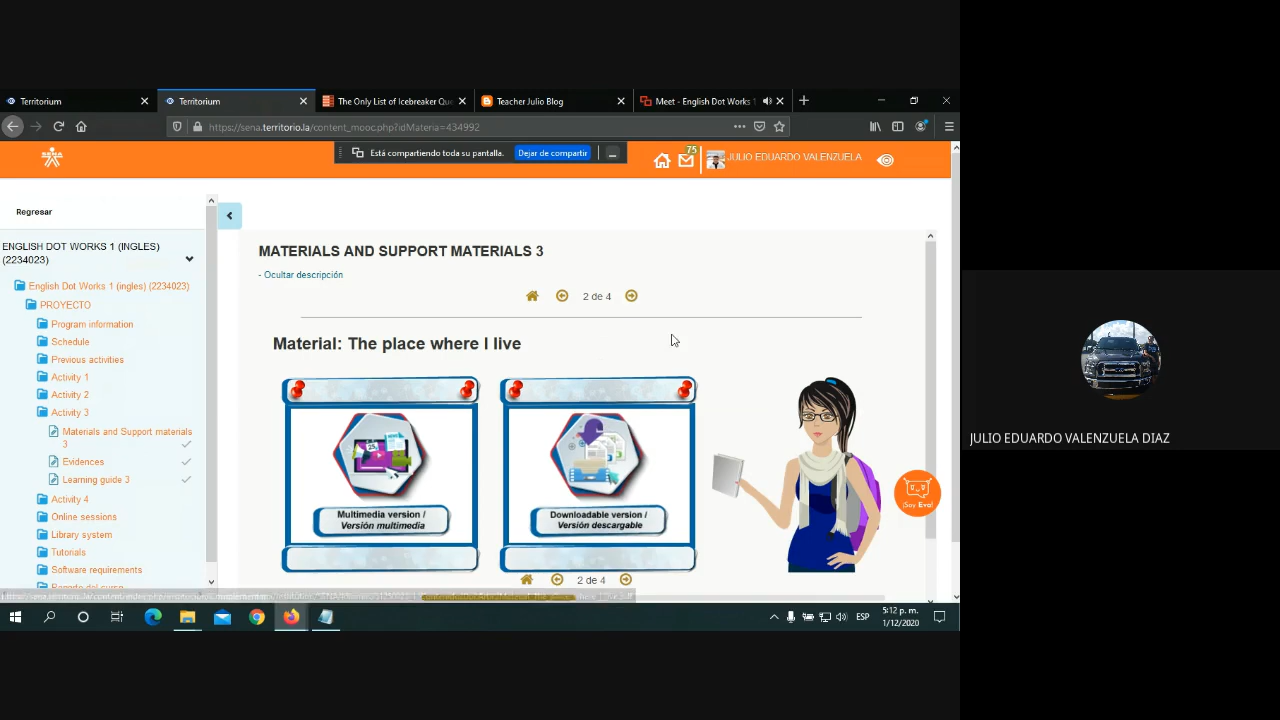 Territorium
Territorium
The Only List of Icebreaker Que
Teacher Julio Blog
Meet - English Dot Works 1
https://sena.territorio.la/content_mooc.php?idMateria=434992
SENA
Está compartiendo toda su pantalla.
Dejar de compartir
75
JULIO EDUARDO VALENZUELA
Regresar
ENGLISH DOT WORKS 1 (INGLES)
(2234023)
English Dot Works 1 (ingles) (2234023)
PROYECTO
Program information
Schedule
Previous activities
Activity 1
Activity 2
Activity 3
Materials and Support materials
3
Evidences
Learning guide 3
Activity 4
Online sessions
Library system
Tutorials
Software requirements
MATERIALS AND SUPPORT MATERIALS 3
- Ocultar descripción
2 de 4
Material: The place where I live
Multimedia version /
Versión multimedia
Downloadable version /
Versión descargable
2 de 4
¡Soy Eva!
ESP
5:12 p. m.
1/12/2020
JULIO EDUARDO VALENZUELA DIAZ